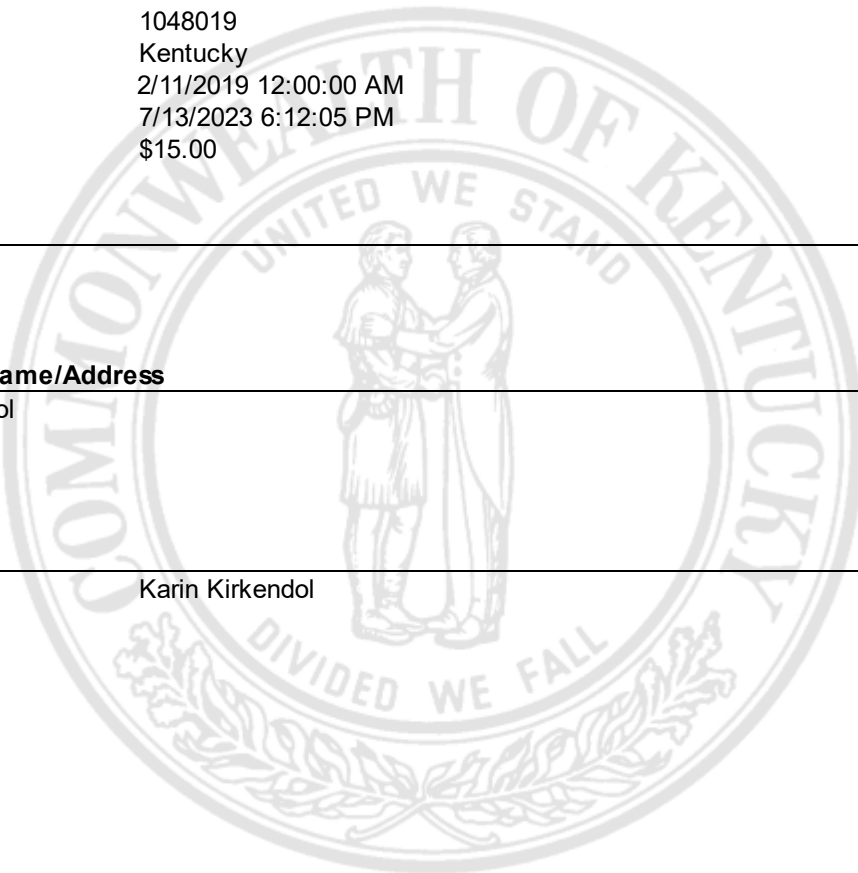 1048019
Kentucky
2/11/2019 12:00:00 AM
7/13/2023 6:12:05 PM
$15.00
COMMONWEALTH OF KENTUCKY
UNITED WE STAND
ame/Address
ol
Karin Kirkendol
DIVIDED WE FALL